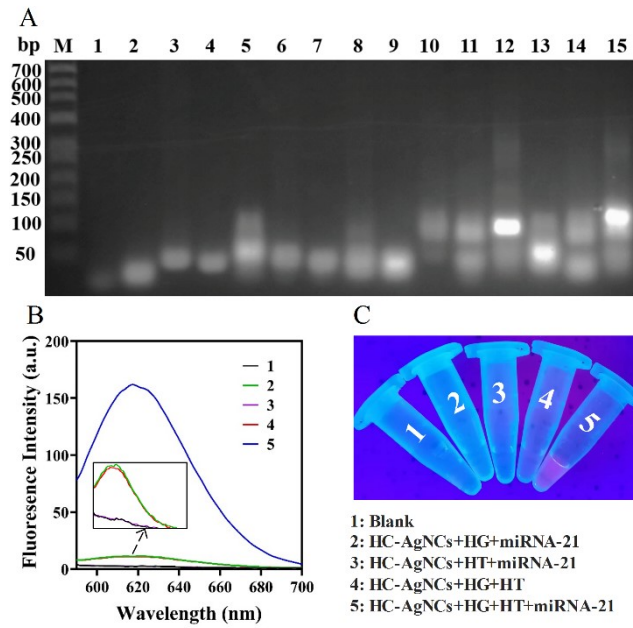 A
bp M 1 2 3 4 5 6 7 8 9 10 11 12 13 14 15
700
600
500
400
300
250
200
150
100
50
B
Fluoresence Intensity (a.u.)
200
150
100
50
0
1
2
3
4
5
600 620 640 660 680 700
Wavelength (nm)
C
1 2 3 4 5
1: Blank
2: HC-AgNCs+HG+miRNA-21
3: HC-AgNCs+HT+miRNA-21
4: HC-AgNCs+HG+HT
5: HC-AgNCs+HG+HT+miRNA-21